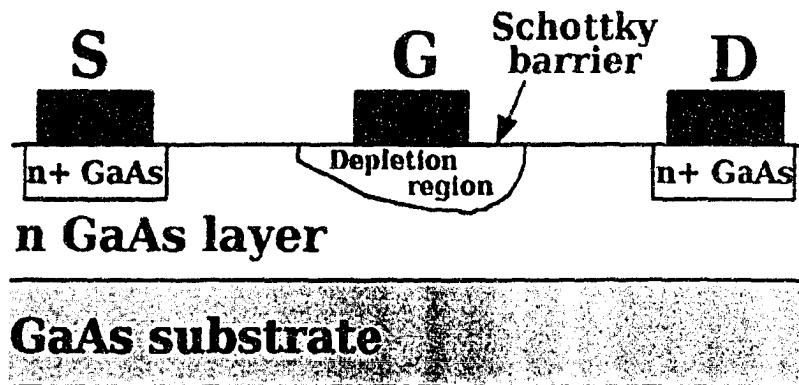 S
G
Schottky
barrier
D
n+ GaAs
Depletion
region
n+ GaAs
n GaAs layer
GaAs substrate